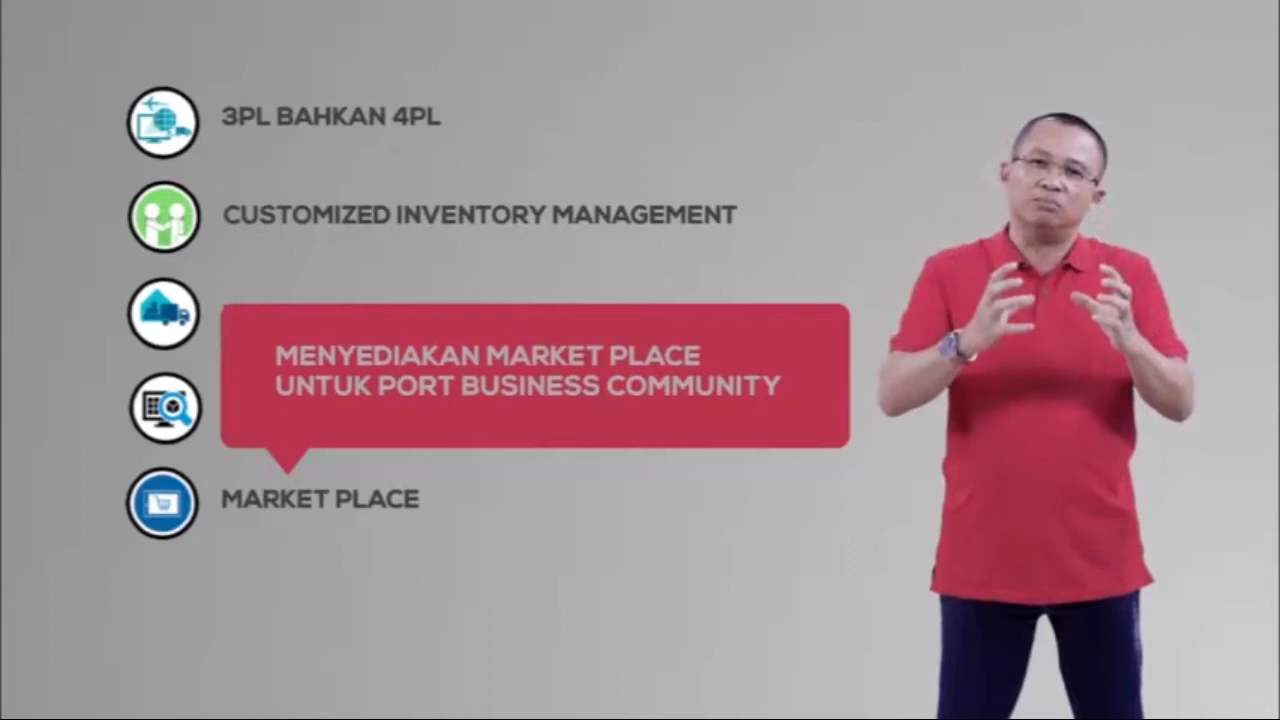 3PL BAHKAN 4PL
CUSTOMIZED INVENTORY MANAGEMENT
MENYEDIAKAN MARKET PLACE
UNTUK PORT BUSINESS COMMUNITY
MARKET PLACE